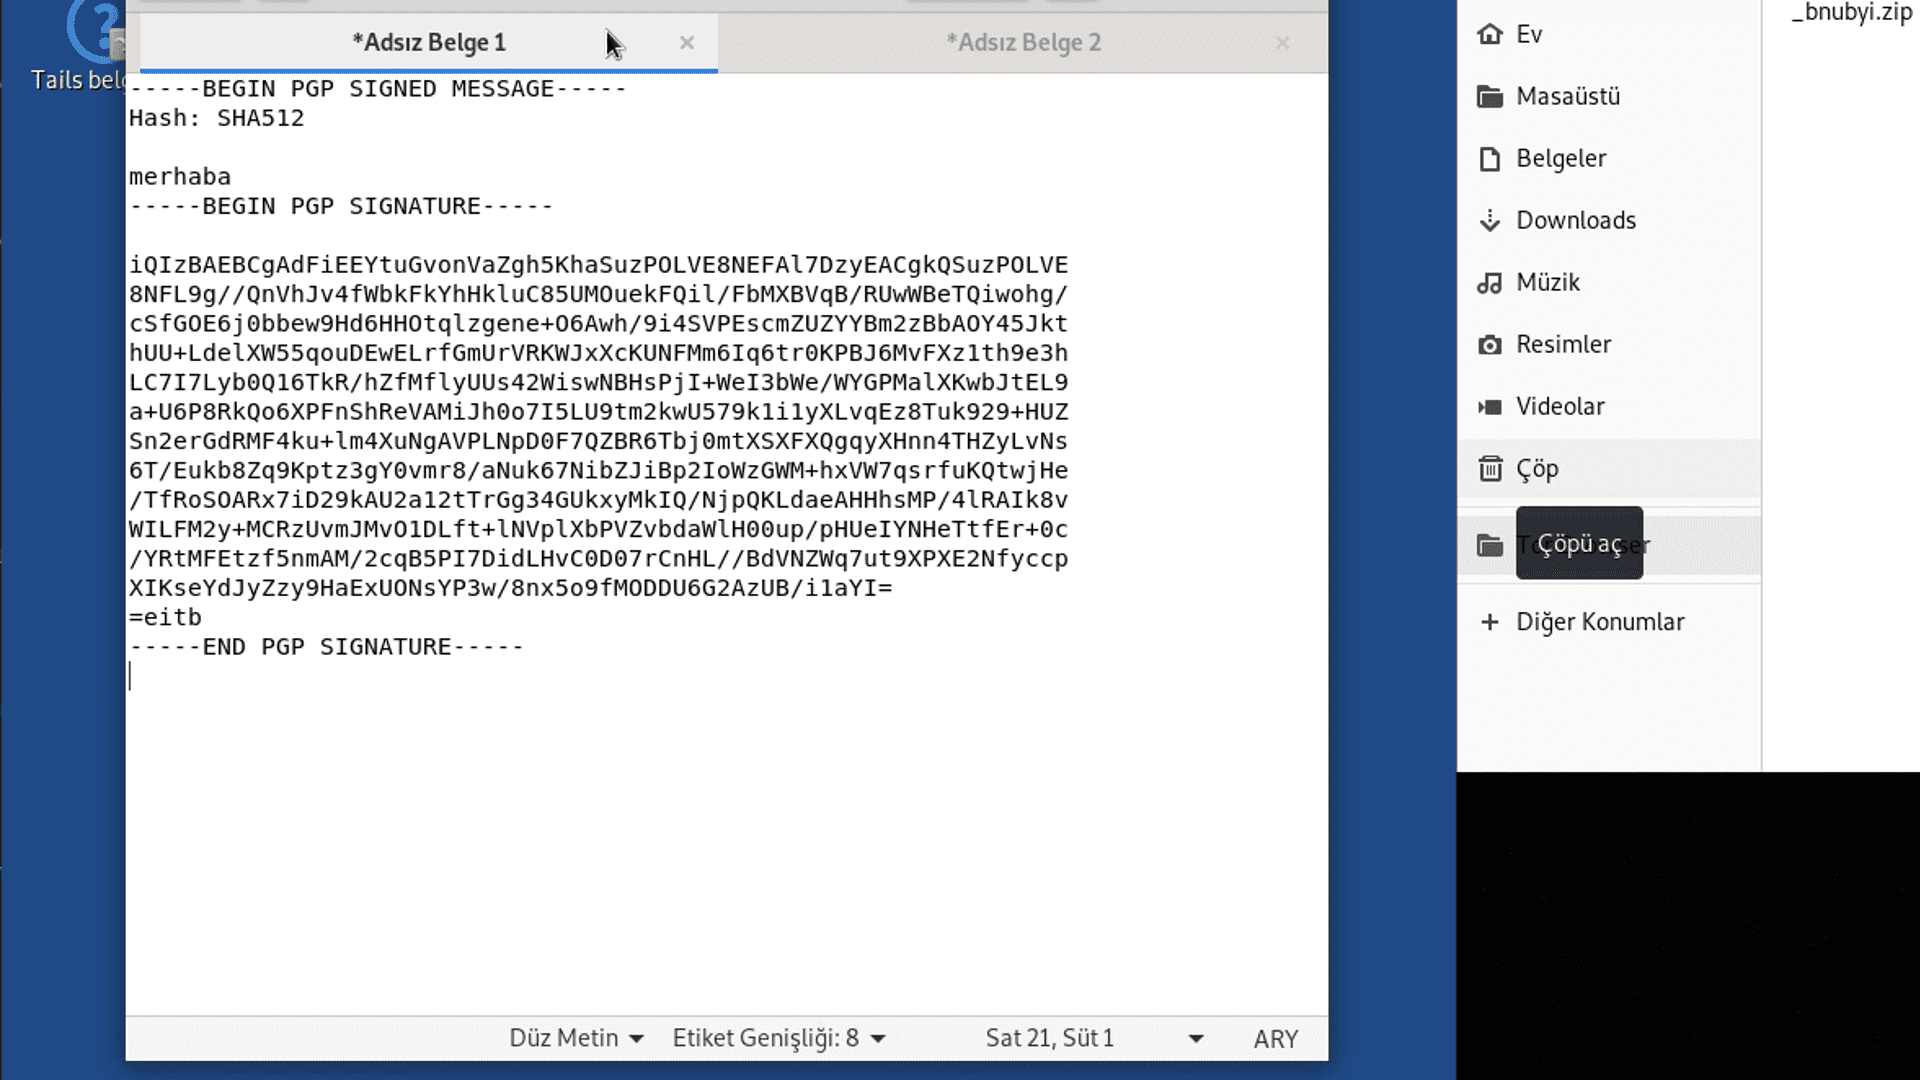 *Adsız Belge 1
*Adsız Belge 2
Tails
-----BEGIN PGP SIGNED MESSAGE-----
Hash: SHA512
merhaba
-----BEGIN PGP SIGNATURE-----
iQIzBAEBCgAdFiEEYtuGvonVaZgh5KhaSuzPOLVE8NEFAl7DzyEACgkQSuzPOLVE
8NFL9g//QnVhJv4fWbkFkYhHkluC85UMOuekFQil/FbMXBVqB/RUwWBeTQiwohg/
cSfGOE6j0bbew9Hd6HHOtqlzgene+O6Awh/9i4SVPEscmZUZYYBm2zBbAOY45Jkt
hUU+LdelXW55qouDEwELrfGmUrVRKWJxXcKUNFMm6Iq6tr0KPBJ6MvFXz1th9e3h
LC7I7Lyb0Q16TkR/hZfMflyUUs42WiswNBHsPjI+WeI3bWe/WYGPMalXKwbJtEL9
a+U6P8RkQo6XPFnShReVAMiJh0o7I5LU9tm2kwU579k1i1yXLvqEz8Tuk929+HUZ
Sn2erGdRMF4ku+lm4XuNgAVPLNpD0F7QZBR6Tbj0mtXSXFXQgqyXHnn4THZyLvNs
6T/Eukb8Zq9Kptz3gY0vmr8/aNuk67NibZJiBp2IoWzGWM+hxVW7qsrfuKQtwjHe
/TfRoSOARx7iD29kAU2a12tTrGg34GUkxyMkIQ/NjpQKLdaeAHHhsMP/4lRAIk8v
WILFM2y+MCRzUvmJMvO1DLft+lNVplXbPVZvbdaWlH00up/pHUeIYNHeTtfEr+0c
/YRtMFEtzf5nmAM/2cqB5PI7DidLHvC0D07rCnHL//BdVNZWq7ut9XPXE2Nfyccp
XIKseYdJyZzy9HaExUONsYP3w/8nx5o9fMODDU6G2AzUB/i1aYI=
=eitb
-----END PGP SIGNATURE-----
Düz Metin
Etiket Genişliği: 8
Sat 21, Süt 1
ARY
Ev
Masaüstü
Belgeler
Downloads
Müzik
Resimler
Videolar
Çöp
Çöpü aç
Diğer Konumlar
_bnubyi.zip